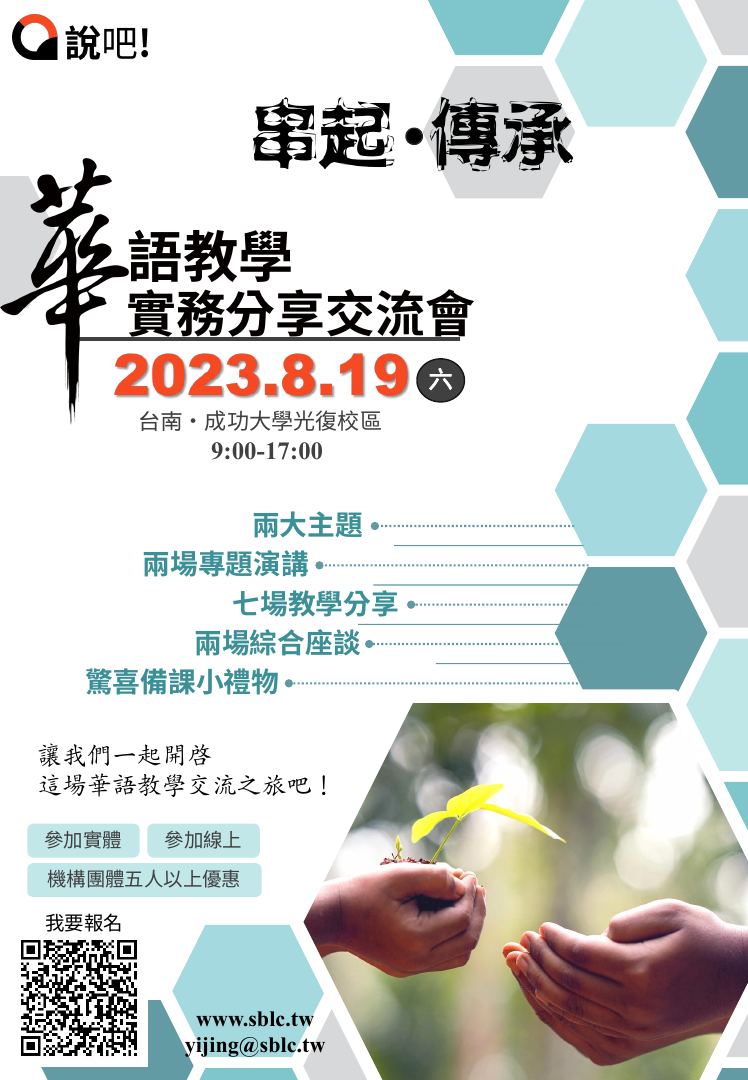 說吧!
串起・傳承
華語教學
實務分享交流會
2023.8.19 六
台南・成功大學光復校區
9:00-17:00
兩大主題
兩場專題演講
七場教學分享
兩場綜合座談
驚喜備課小禮物
讓我們一起開啓
這場華語教學交流之旅吧！
參加實體 參加線上
機構團體五人以上優惠
我要報名
www.sblc.tw
yijing@sblc.tw